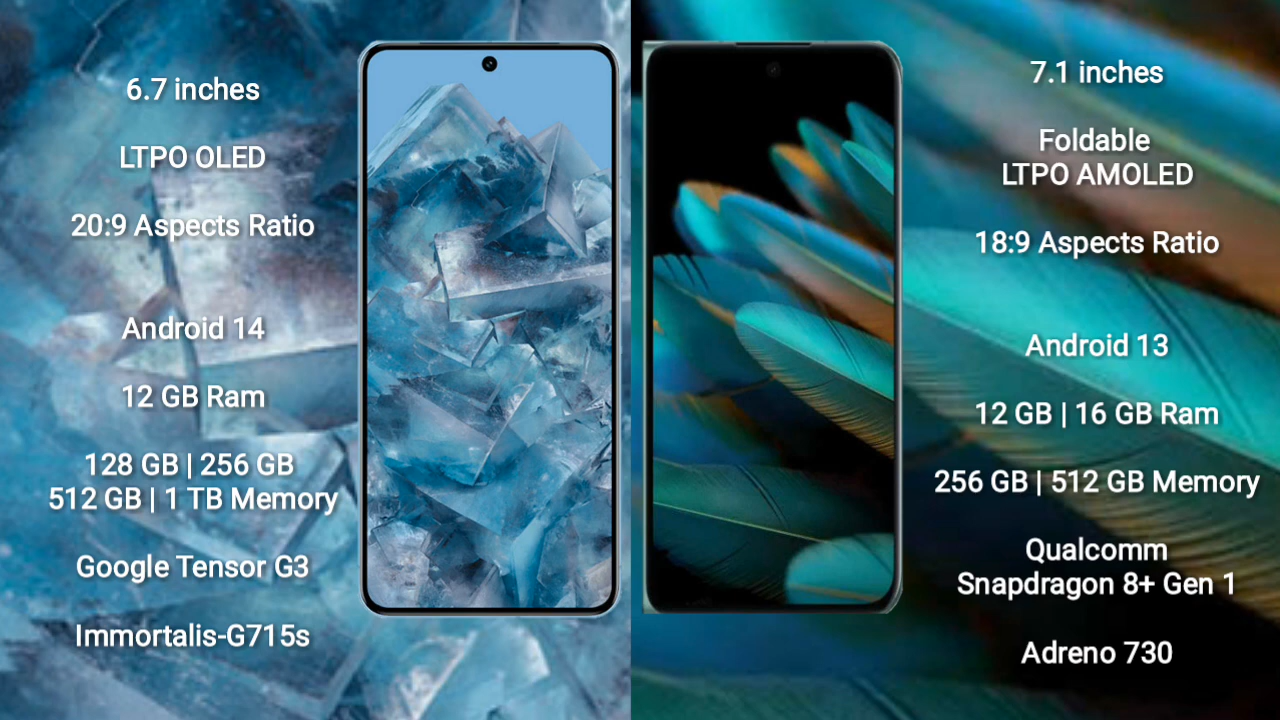 6.7 inches
LTPO OLED
20:9 Aspects Ratio
Android 14
12 GB Ram
128 GB | 256 GB
512 GB | 1 TB Memory
Google Tensor G3
Immortalis-G715s
7.1 inches
Foldable
LTPO AMOLED
18:9 Aspects Ratio
Android 13
12 GB | 16 GB Ram
256 GB | 512 GB Memory
Qualcomm
Snapdragon 8+ Gen 1
Adreno 730